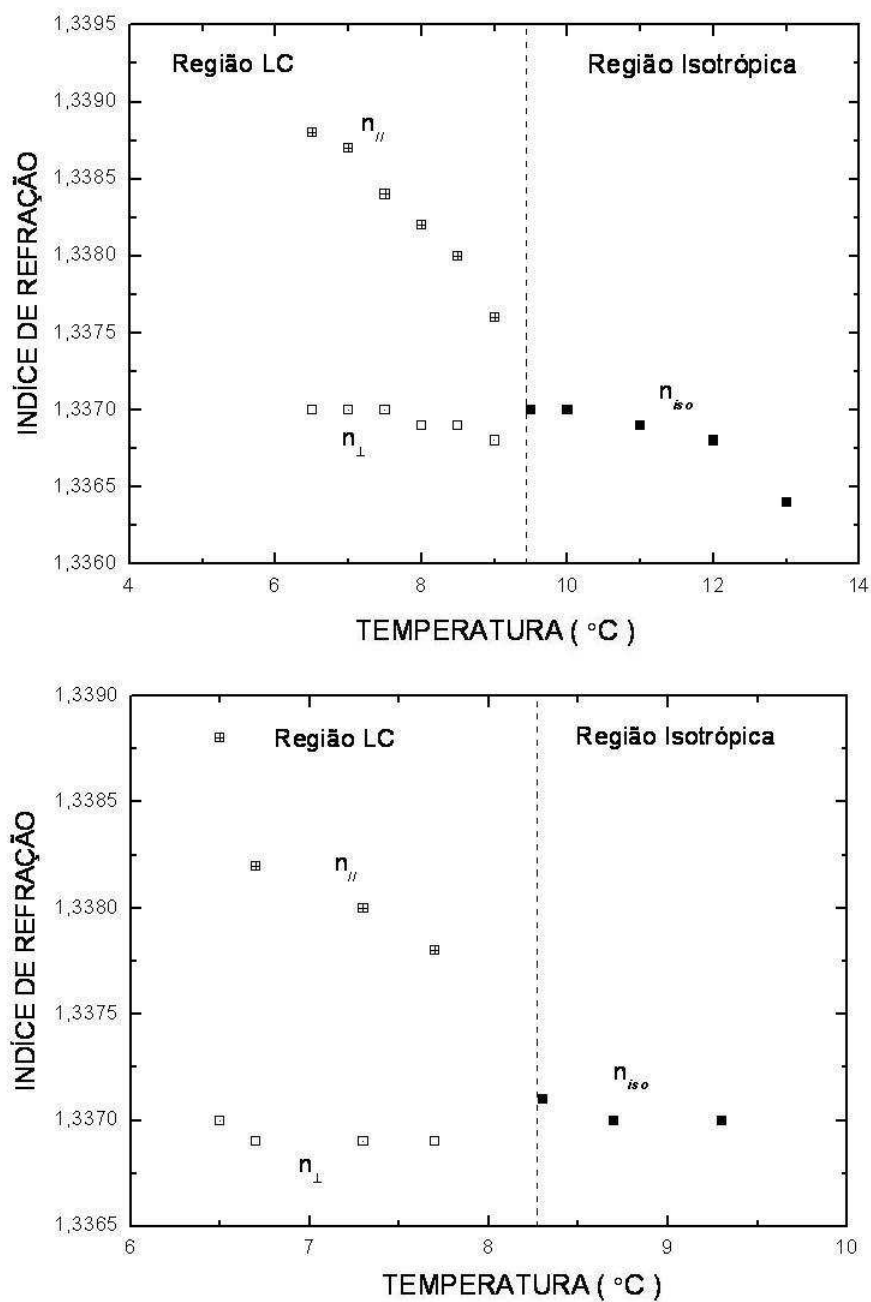 1,3395
Região LC
Região Isotrópica
1,3390
n//
1,3385
1,3380
1,3375
n iso
1,3370
n⊥
1,3365
1,3360
4 6 8 10 12 14
INDÍCE DE REFRAÇÃO
TEMPERATURA ( °C )
1,3390
Região LC
Região Isotrópica
1,3385
n//
1,3380
1,3375
n iso
1,3370
n⊥
1,3365
6 7 8 9 10
INDÍCE DE REFRAÇÃO
TEMPERATURA ( °C )